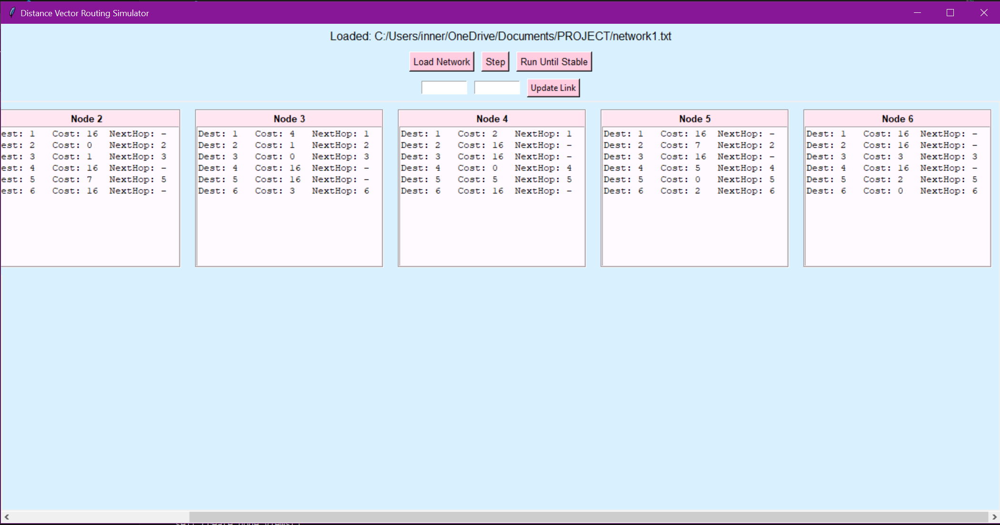 Distance Vector Routing Simulator
Loaded: C:/Users/inner/OneDrive/Documents/PROJECT/network1.txt
Load Network Step Run Until Stable
Update Link
Node 2
est: 1 Cost: 16 NextHop: -
est: 2 Cost: 0 NextHop: 2
est: 3 Cost: 1 NextHop: 3
est: 4 Cost: 16 NextHop: -
est: 5 Cost: 7 NextHop: 5
est: 6 Cost: 16 NextHop: -
Node 3
Dest: 1 Cost: 4 NextHop: 1
Dest: 2 Cost: 1 NextHop: 2
Dest: 3 Cost: 0 NextHop: 3
Dest: 4 Cost: 16 NextHop: -
Dest: 5 Cost: 16 NextHop: -
Dest: 6 Cost: 3 NextHop: 6
Node 4
Dest: 1 Cost: 2 NextHop: 1
Dest: 2 Cost: 16 NextHop: -
Dest: 3 Cost: 16 NextHop: -
Dest: 4 Cost: 0 NextHop: 4
Dest: 5 Cost: 5 NextHop: 5
Dest: 6 Cost: 16 NextHop: -
Node 5
Dest: 1 Cost: 16 NextHop: -
Dest: 2 Cost: 7 NextHop: 2
Dest: 3 Cost: 16 NextHop: -
Dest: 4 Cost: 5 NextHop: 4
Dest: 5 Cost: 0 NextHop: 5
Dest: 6 Cost: 2 NextHop: 6
Node 6
Dest: 1 Cost: 16 NextHop: -
Dest: 2 Cost: 16 NextHop: -
Dest: 3 Cost: 3 NextHop: 3
Dest: 4 Cost: 16 NextHop: -
Dest: 5 Cost: 2 NextHop: 5
Dest: 6 Cost: 0 NextHop: 6